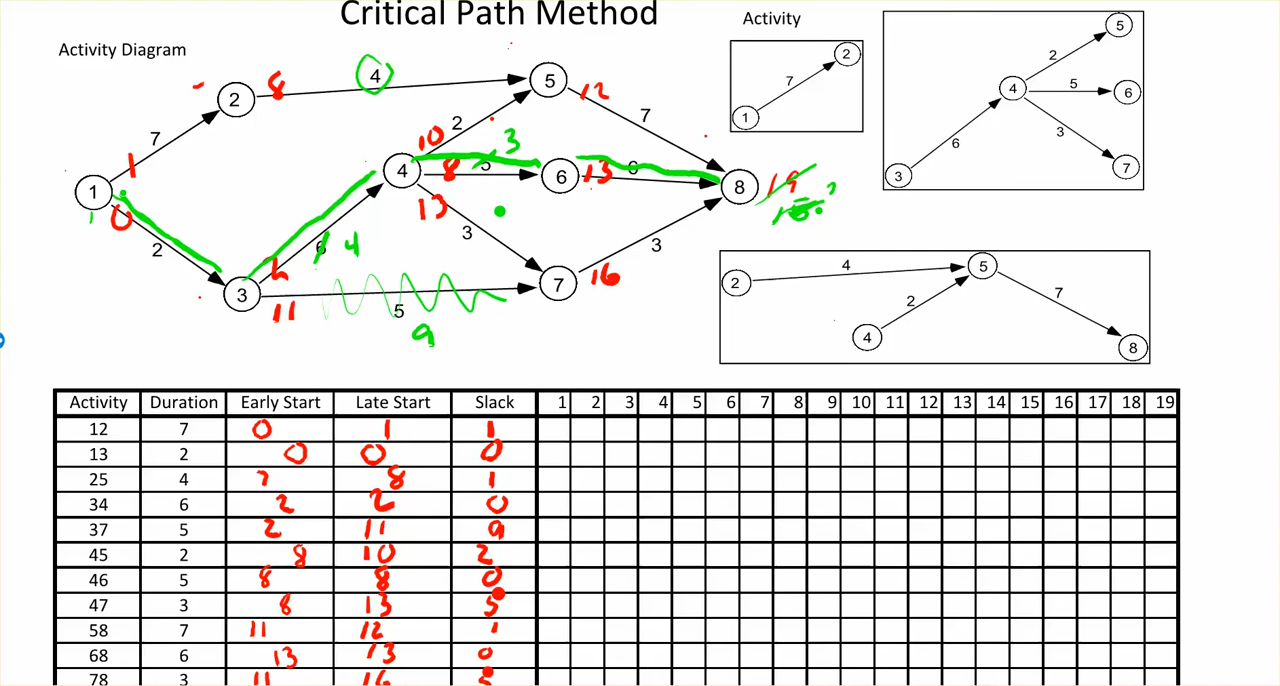 Critical Path Method
Activity
Activity Diagram
5
2
4 5 6
6 3
3 7
2
7
1
2 8 4 5 12
7 1 7
2
10 3
4 8 5 6 13 6 8 19
13
1 0
2 6 4 3 3
3 2 7 16
11 5
9
2 4 5
2 7
4 8
Activity Duration Early Start Late Start Slack 1 2 3 4 5 6 7 8 9 10 11 12 13 14 15 16 17 18 19
12 7 0 1 1
13 2 0 0 0
25 4 7 8 1
34 6 2 2 0
37 5 2 11 9
45 2 8 10 2
46 5 8 8 0
47 3 8 13 5
58 7 11 12 1
68 6 13 13 0
78 3 11 16 5